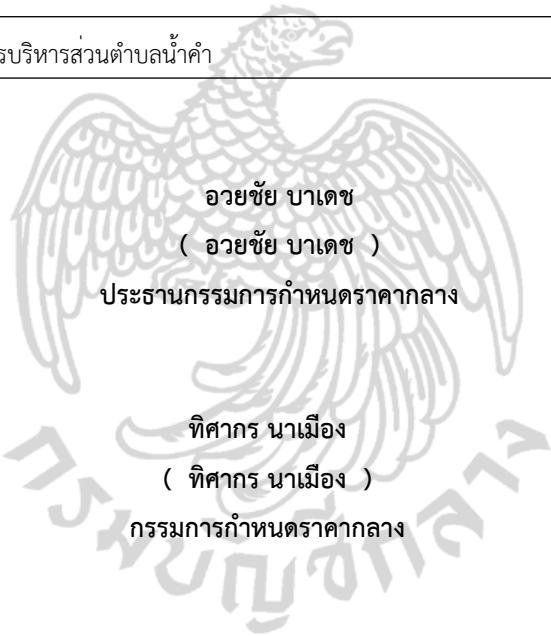 รบริหารส่วนตำบลน้ำคำ
อวยชัย บาเดช
( อวยชัย บาเดช )
ประธานกรรมการกำหนดราคากลาง
ทิศากร นาเมือง
( ทิศากร นาเมือง )
กรรมการกำหนดราคากลาง
กรมบัญชีกลาง